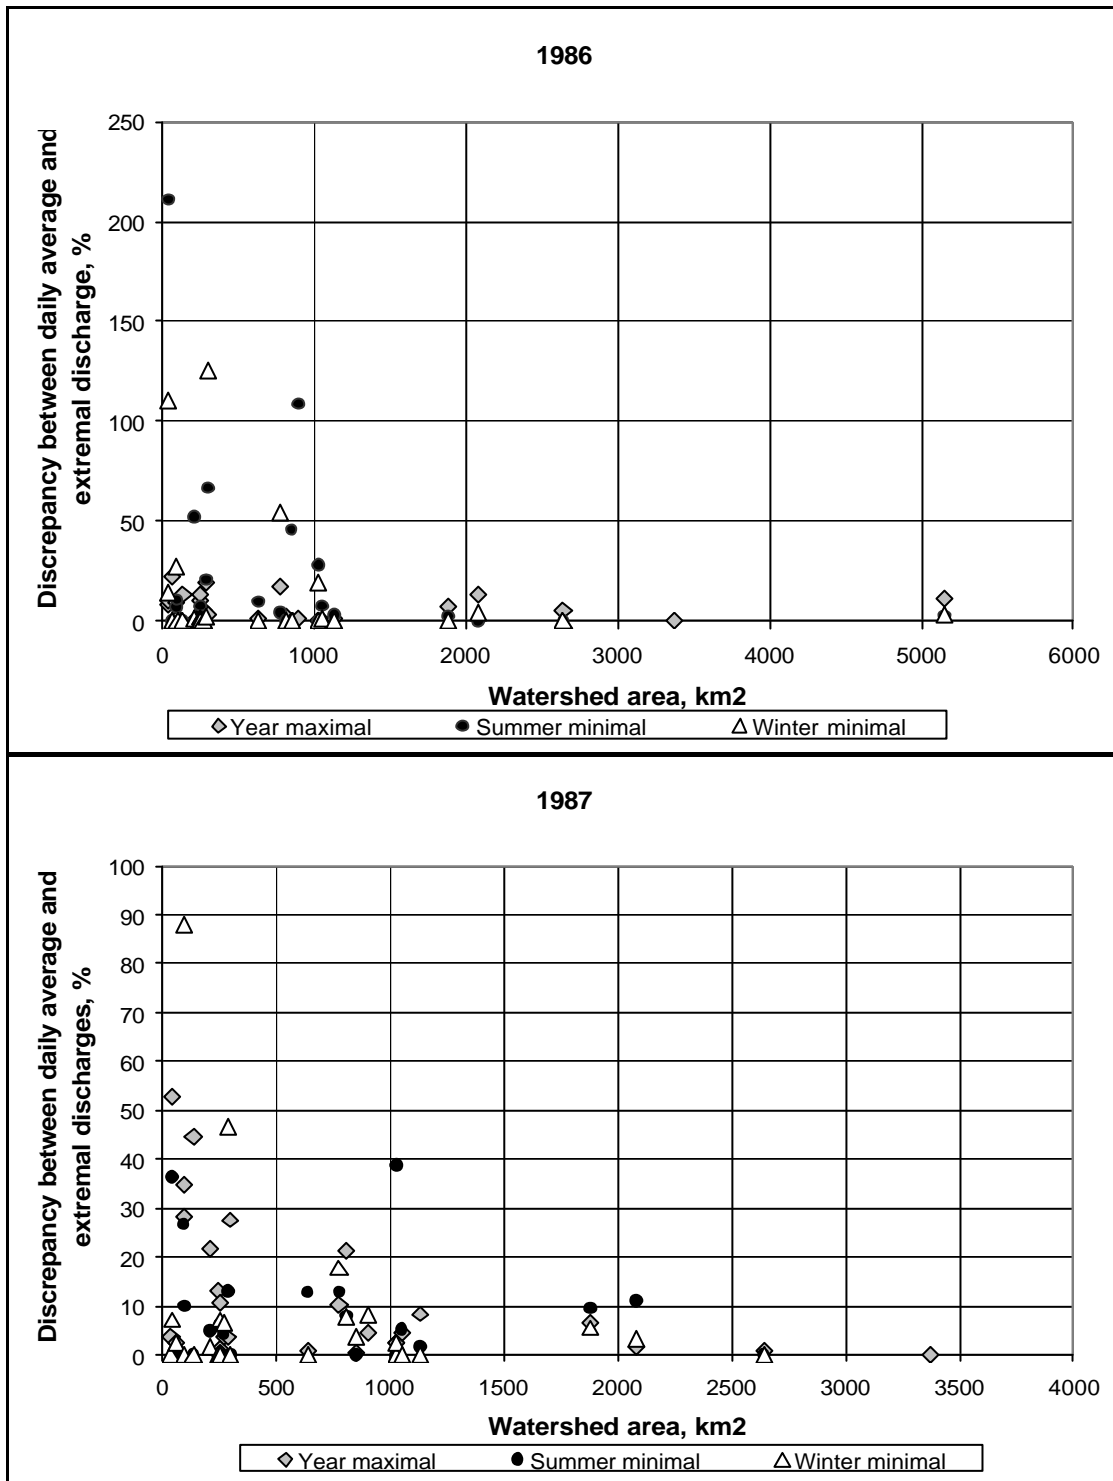 1986
Discrepancy between daily average and
extremal discharge, %
250
200
150
100
50
0
0 1000 2000 3000 4000 5000 6000
Watershed area, km2
Year maximal Summer minimal Winter minimal
1987
Discrepancy between daily average and
extremal discharges, %
100
90
80
70
60
50
40
30
20
10
0
0 500 1000 1500 2000 2500 3000 3500 4000
Watershed area, km2
Year maximal Summer minimal Winter minimal